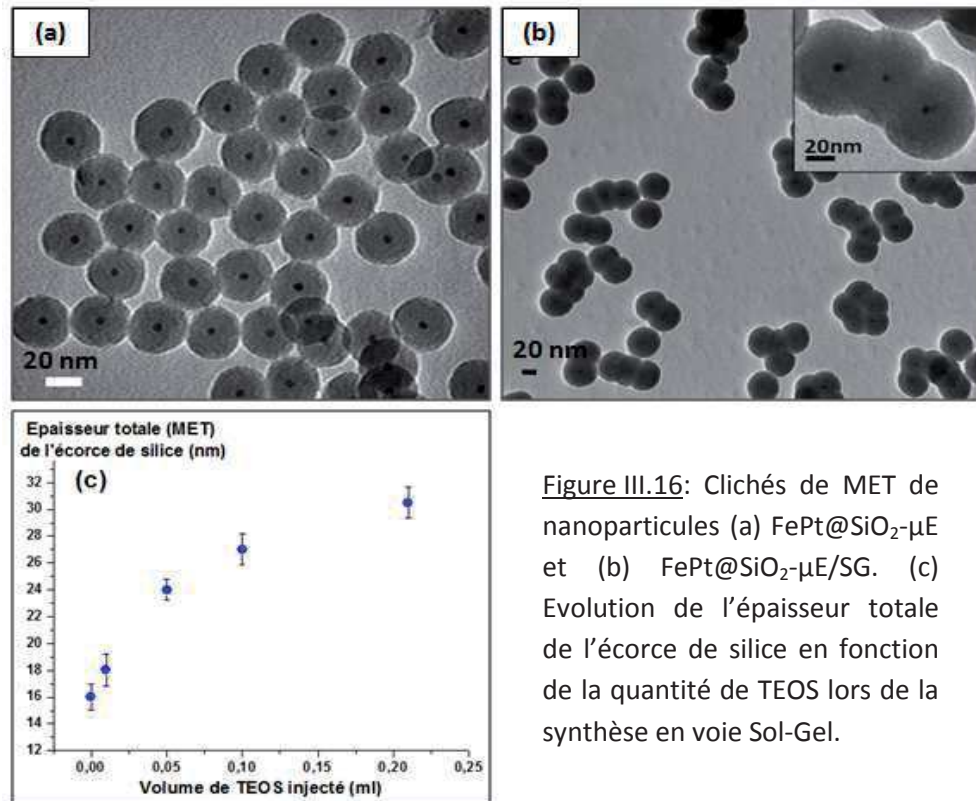 (a)
20 nm
(b)
e
20nm
20 nm
Epaisseur totale (MET)
de l'écorce de silice (nm)
(c)
32
30
28
26
24
22
20
18
16
14
12
0,00 0,05 0,10 0,15 0,20 0,25
Volume de TEOS injecté (ml)
Figure III.16: Clichés de MET de
nanoparticules (a) FePt@SiO₂-µE
et (b) FePt@SiO₂-µE/SG. (c)
Evolution de l’épaisseur totale
de l’écorce de silice en fonction
de la quantité de TEOS lors de la
synthèse en voie Sol-Gel.